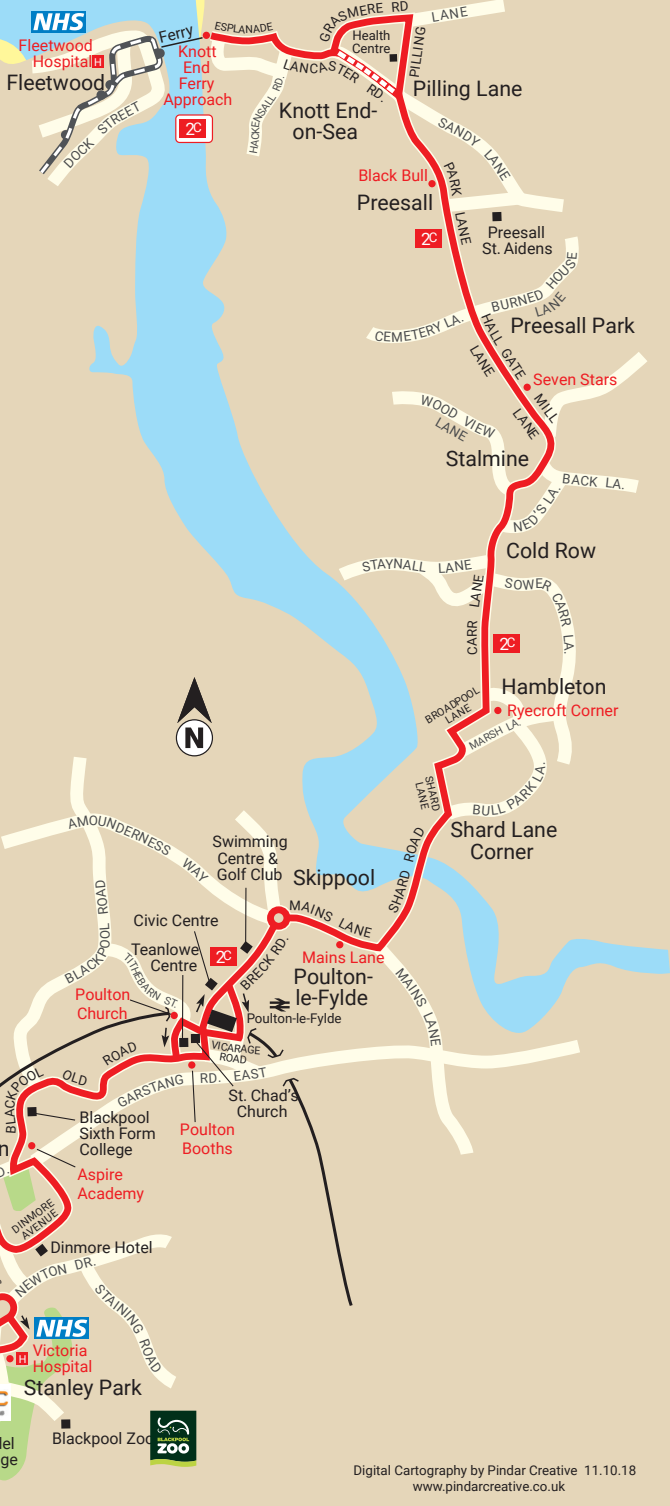 NHS
Fleetwood
Hospital H
Fleetwood
DOCK STREET
Ferry
Knott
End
Ferry
Approach
2C
ESPLANADE
GRASMERE RD
LANE
PILLING
Health
Centre
LANCASTER RD.
HACKENSALL RD.
Knott End-
on-Sea
Pilling Lane
SANDY LANE
Black Bull
Preesall
PARK
LANE
2C
Preesall
St. Aidens
BURNED HOUSE
LANE
CEMETERY LA.
Preesall Park
HALL GATE
LANE
Seven Stars
MILL
LANE
WOOD VIEW
LANE
Stalmine
BACK LA.
NED'S LA.
Cold Row
STAYNALL LANE
SOWER CARR LA.
CARR LANE
2C
Hambleton
Ryecroft Corner
BROADPOOL
LANE
MARSH LA.
N
SHARD
LANE
BULL PARK LA.
Shard Lane
Corner
SHARD ROAD
AMOUNDERNESS WAY
Swimming
Centre &
Golf Club
Skippool
MAINS LANE
Mains Lane
MAINS LANE
BLACKPOOL ROAD
Civic Centre
Teanlowe
Centre
2C
BRECK RD.
Poulton-
le-Fylde
Poulton-le-Fylde
TITHEBARN ST.
Poulton
Church
VICARAGE
ROAD
BLACKPOOL OLD ROAD
GARSTANG RD. EAST
St. Chad's
Church
Poulton
Booths
Blackpool
Sixth Form
College
n
D.
Aspire
Academy
DINMORE
AVENUE
Dinmore Hotel
NEWTON DR.
STAINING ROAD
NHS
H Victoria
Hospital
Stanley Park
C
del
ge
Blackpool Zoo
BLACKPOOL
ZOO
Digital Cartography by Pindar Creative 11.10.18
www.pindarcreative.co.uk